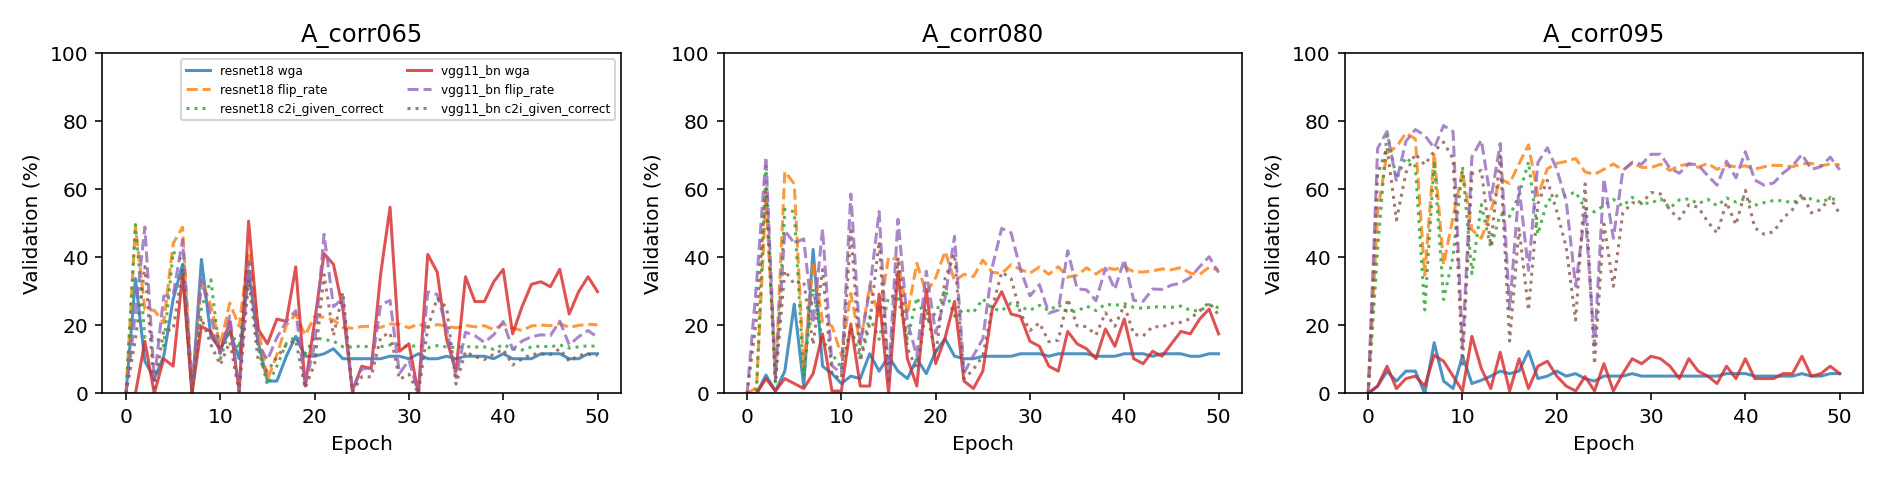 A_corr065
A_corr080
A_corr095
Validation (%)
100
80
60
40
20
0
resnet18 wga
resnet18 flip_rate
resnet18 c2i_given_correct
vgg11_bn wga
vgg11_bn flip_rate
vgg11_bn c2i_given_correct
0
10
20
30
40
50
Epoch
Validation (%)
100
80
60
40
20
0
0
10
20
30
40
50
Epoch
Validation (%)
100
80
60
40
20
0
0
10
20
30
40
50
Epoch